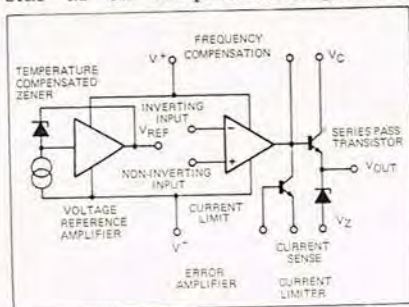 FREQUENCY
COMPENSATION
V+
VC
TEMPERATURE
COMPENSATED
ZENER
INVERTING
INPUT
VREF
SERIES PASS
TRANSISTOR
VOUT
NON-INVERTING
INPUT
VOLTAGE
REFERENCE
AMPLIFIER
CURRENT
LIMIT
VZ
V-
CURRENT
SENSE
ERROR
AMPLIFIER
CURRENT
LIMITER